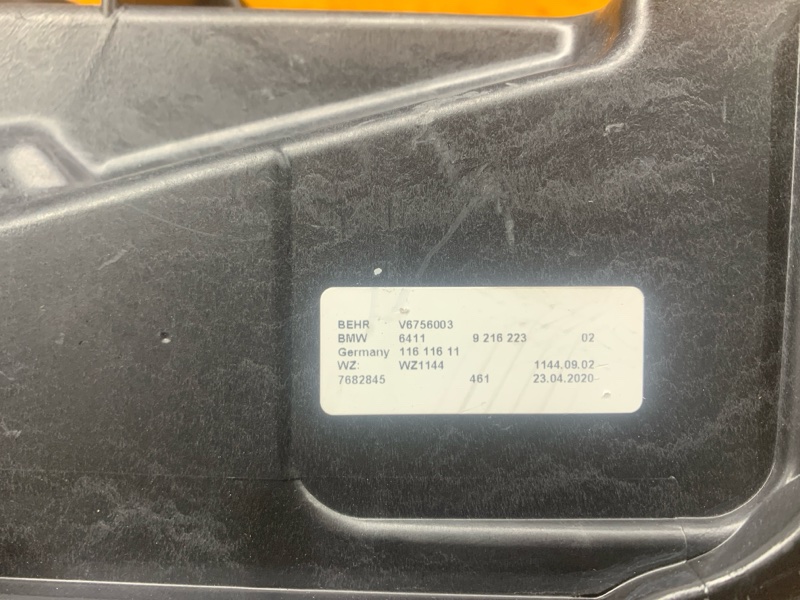 BEHR V6756003
BMW 6411 9 216 223 02
Germany 116 116 11
WZ: WZ1144 1144.09.02
7682845 461 23.04.2020